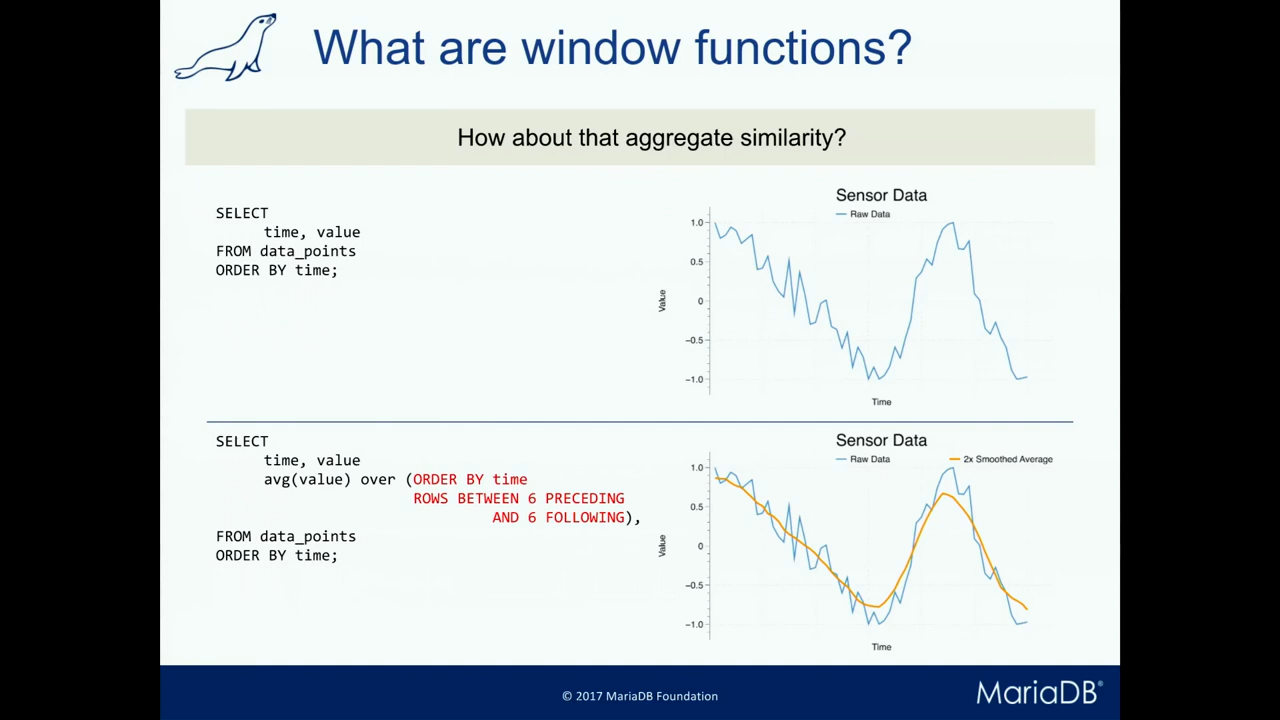 What are window functions?
How about that aggregate similarity?
SELECT
time, value
FROM data_points
ORDER BY time;
Sensor Data
Raw Data
1.0
0.5
0
−0.5
−1.0
Value
Time
SELECT
time, value
avg(value) over (ORDER BY time
ROWS BETWEEN 6 PRECEDING
AND 6 FOLLOWING),
FROM data_points
ORDER BY time;
Sensor Data
Raw Data 2x Smoothed Average
1.0
0.5
0
−0.5
−1.0
Value
Time
© 2017 MariaDB Foundation
MariaDB®